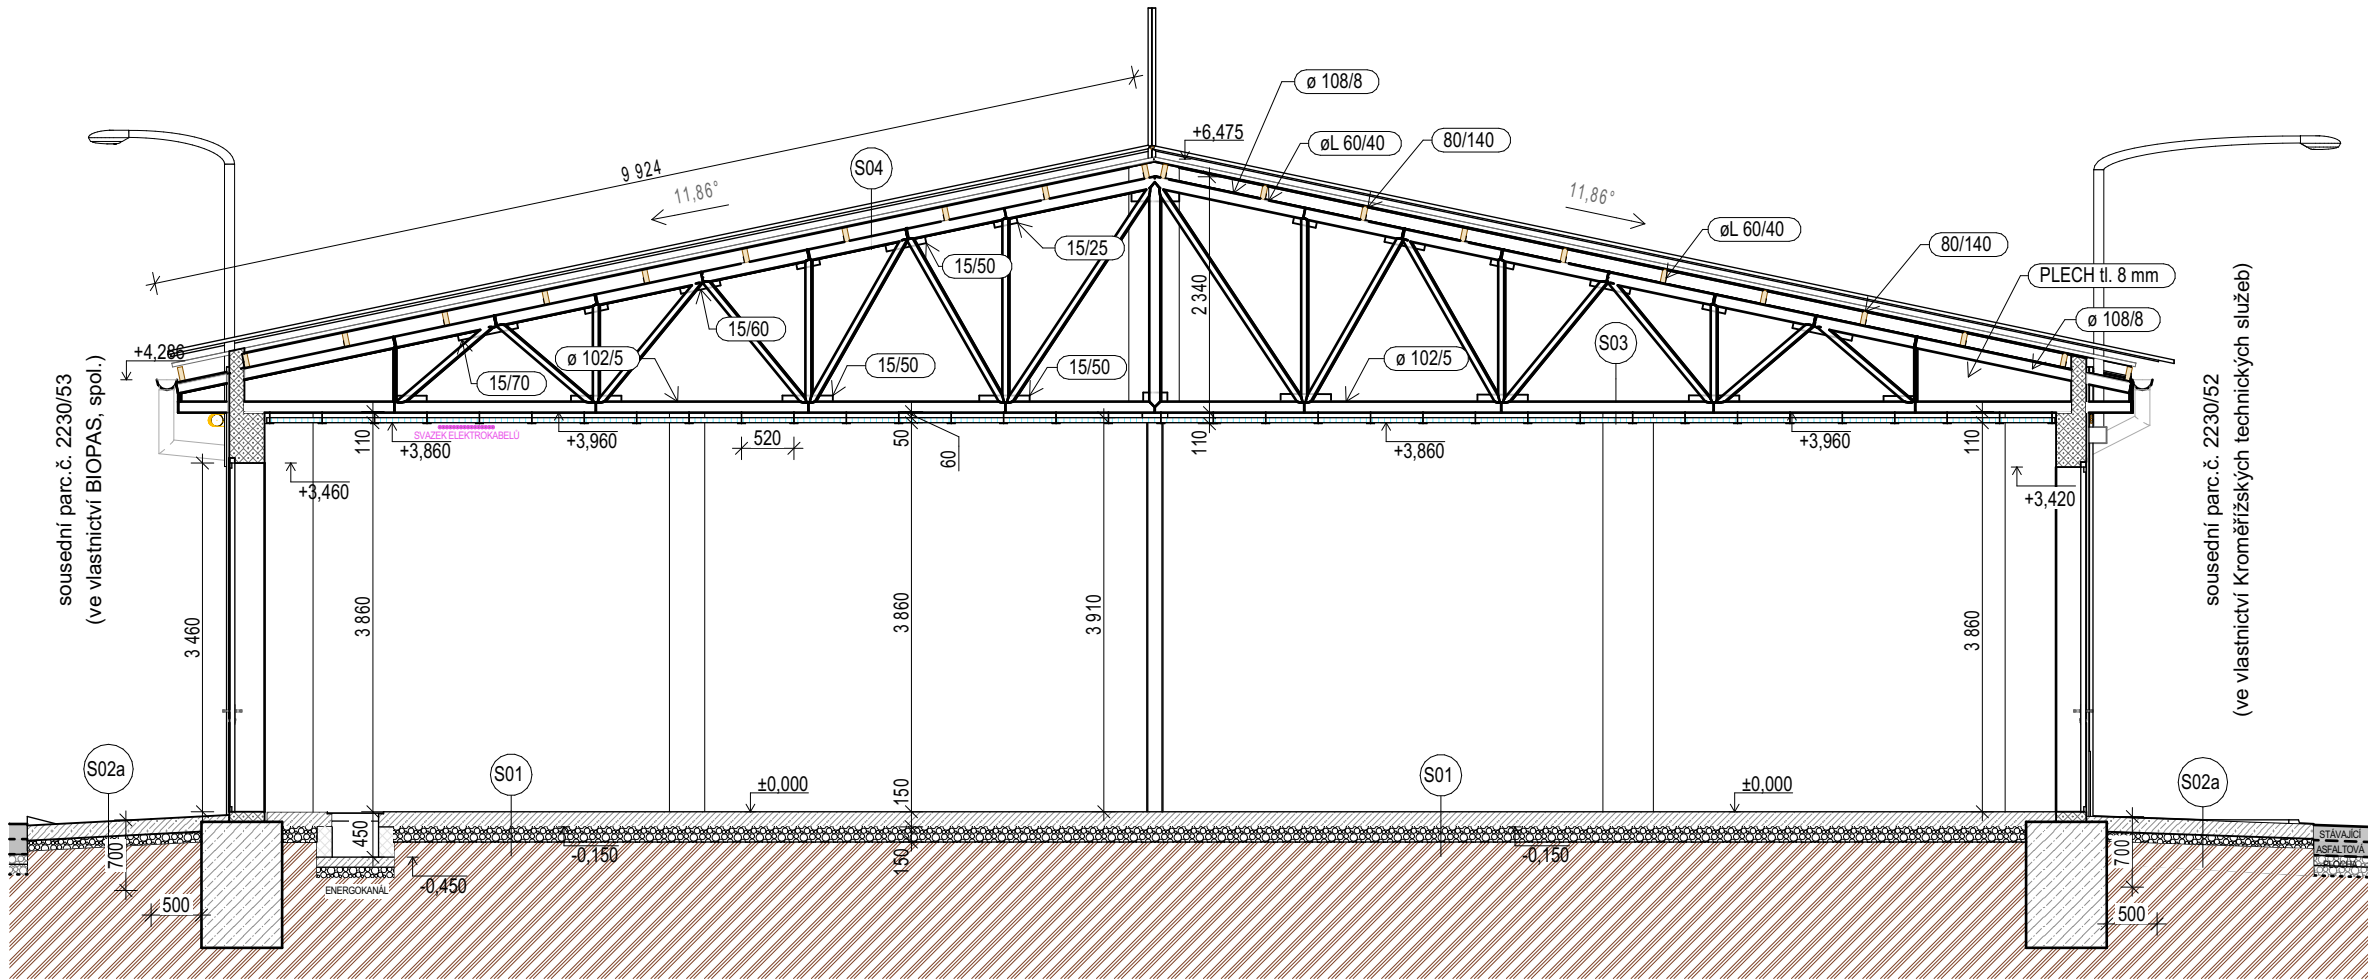 ø 108/8
+6,475
øL 60/40
80/140
9 924
S04
11,86°
11,86°
øL 60/40
15/25
80/140
15/50
PLECH tl. 8 mm
2 340
ø 108/8
15/60
S03
+4,286
ø 102/5
ø 102/5
15/70
15/50
15/50
sousední parc.č. 2230/53
(ve vlastnictví BIOPAS, spol.)
sousední parc.č. 2230/52
(ve vlastnictví Kroměřížských technických služeb)
SVAZEK ELEKTROKABELŮ
110
+3,860
+3,960
520
50
60
110
+3,860
+3,960
110
+3,460
+3,420
3 460
3 860
3 860
3 910
3 860
S02a
S01
±0,000
150
S01
±0,000
S02a
450
700
-0,150
150
-0,150
700
STÁVAJÍCÍ
ASFALTOVÁ
PLOCHA
ENERGOKANÁL
-0,450
500
500